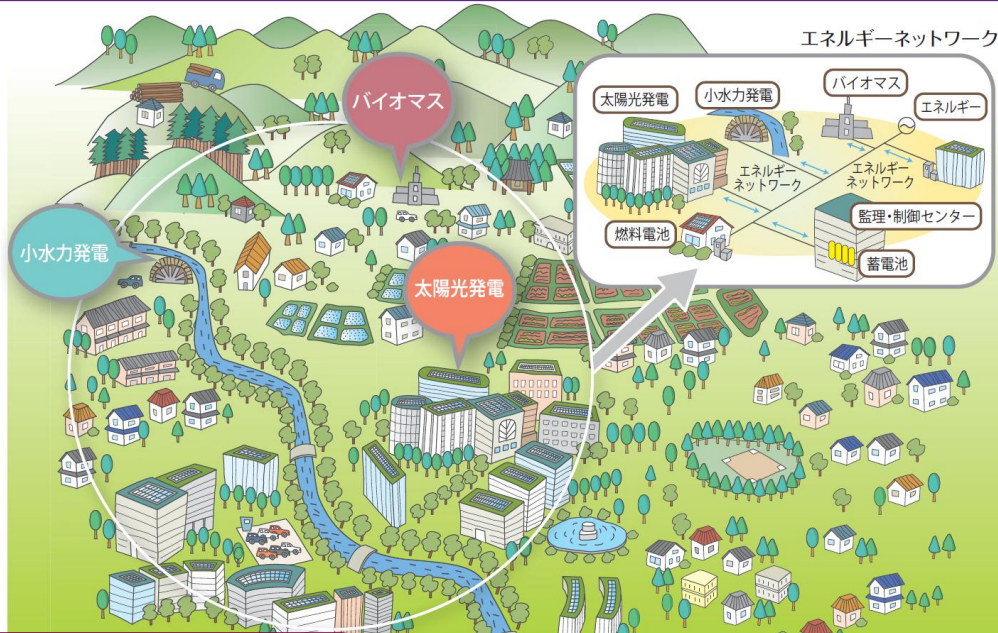 エネルギーネットワーク
バイオマス
小水力発電
太陽光発電
太陽光発電
小水力発電
バイオマス
エネルギー
エネルギー
ネットワーク
エネルギー
ネットワーク
燃料電池
監理・制御センター
蓄電池